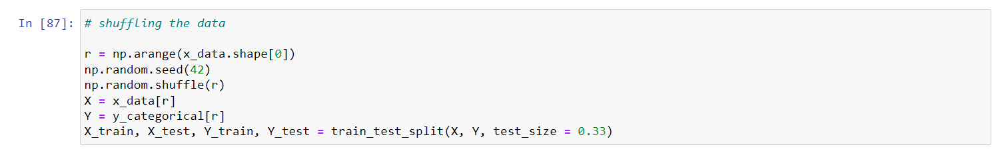 In [87]: # shuffling the data
r = np.arange(x_data.shape[0])
np.random.seed(42)
np.random.shuffle(r)
X = x_data[r]
Y = y_categorical[r]
X_train, X_test, Y_train, Y_test = train_test_split(X, Y, test_size = 0.33)